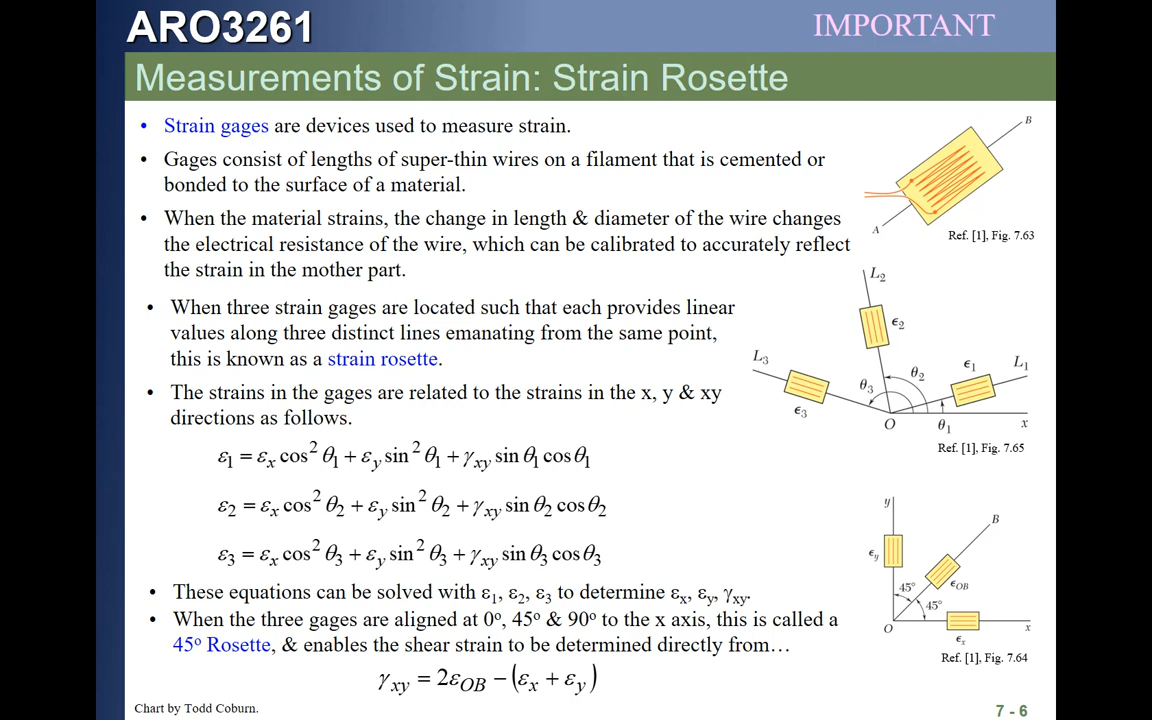 ARO3261
IMPORTANT
Measurements of Strain: Strain Rosette
• Strain gages are devices used to measure strain.
• Gages consist of lengths of super-thin wires on a filament that is cemented or
bonded to the surface of a material.
• When the material strains, the change in length & diameter of the wire changes
the electrical resistance of the wire, which can be calibrated to accurately reflect
the strain in the mother part.
B
A
Ref. [1], Fig. 7.63
• When three strain gages are located such that each provides linear
values along three distinct lines emanating from the same point,
this is known as a strain rosette.
• The strains in the gages are related to the strains in the x, y & xy
directions as follows.
L₂
ϵ₂
L₃
θ₃
θ₂
ϵ₁
L₁
ϵ₃
O
θ₁
x
Ref. [1], Fig. 7.65
ε₁ = εₓ cos² θ₁ + ε_y sin² θ₁ + γ_xy sin θ₁ cos θ₁
ε₂ = εₓ cos² θ₂ + ε_y sin² θ₂ + γ_xy sin θ₂ cos θ₂
ε₃ = εₓ cos² θ₃ + ε_y sin² θ₃ + γ_xy sin θ₃ cos θ₃
• These equations can be solved with ε₁, ε₂, ε₃ to determine εₓ, ε_y, γ_xy.
• When the three gages are aligned at 0º, 45º & 90º to the x axis, this is called a
45º Rosette, & enables the shear strain to be determined directly from…
γ_xy = 2ε_OB − (εₓ + ε_y)
y
B
ϵ_y
45°
ϵ_OB
45°
O
ϵₓ
x
Ref. [1], Fig. 7.64
Chart by Todd Coburn.
7 - 6